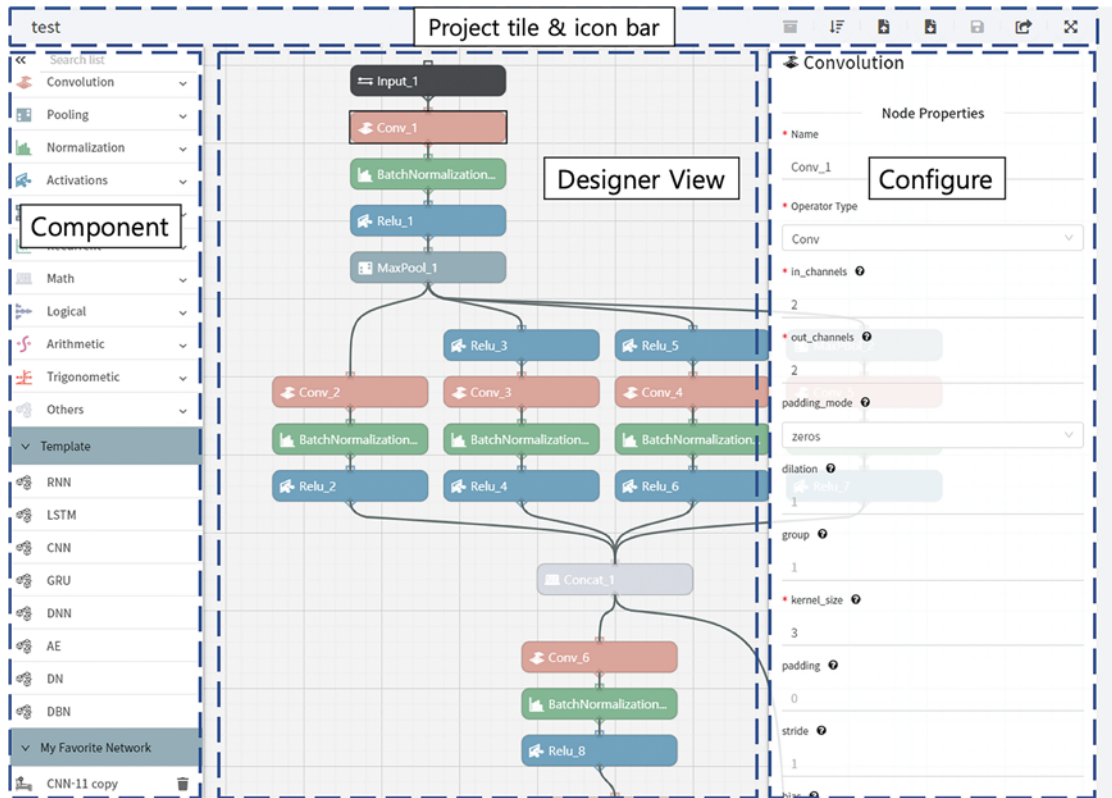 test
Project tile & icon bar
Search list
Convolution
Pooling
Normalization
Activations
Component
Math
Logical
Arithmetic
Trigonometric
Others
Template
RNN
LSTM
CNN
GRU
DNN
AE
DN
DBN
My Favorite Network
CNN-11 copy
Designer View
Input_1
Conv_1
BatchNormalization...
Relu_1
MaxPool_1
Relu_3
Relu_5
Conv_2
Conv_3
Conv_4
BatchNormalization...
BatchNormalization...
BatchNormalization...
Relu_2
Relu_4
Relu_6
Relu_7
Concat_1
Conv_6
BatchNormalization...
Relu_8
Convolution
Configure
Node Properties
* Name
Conv_1
* Operator Type
Conv
* in_channels
2
* out_channels
2
padding_mode
zeros
dilation
1
group
1
* kernel_size
3
padding
0
stride
1